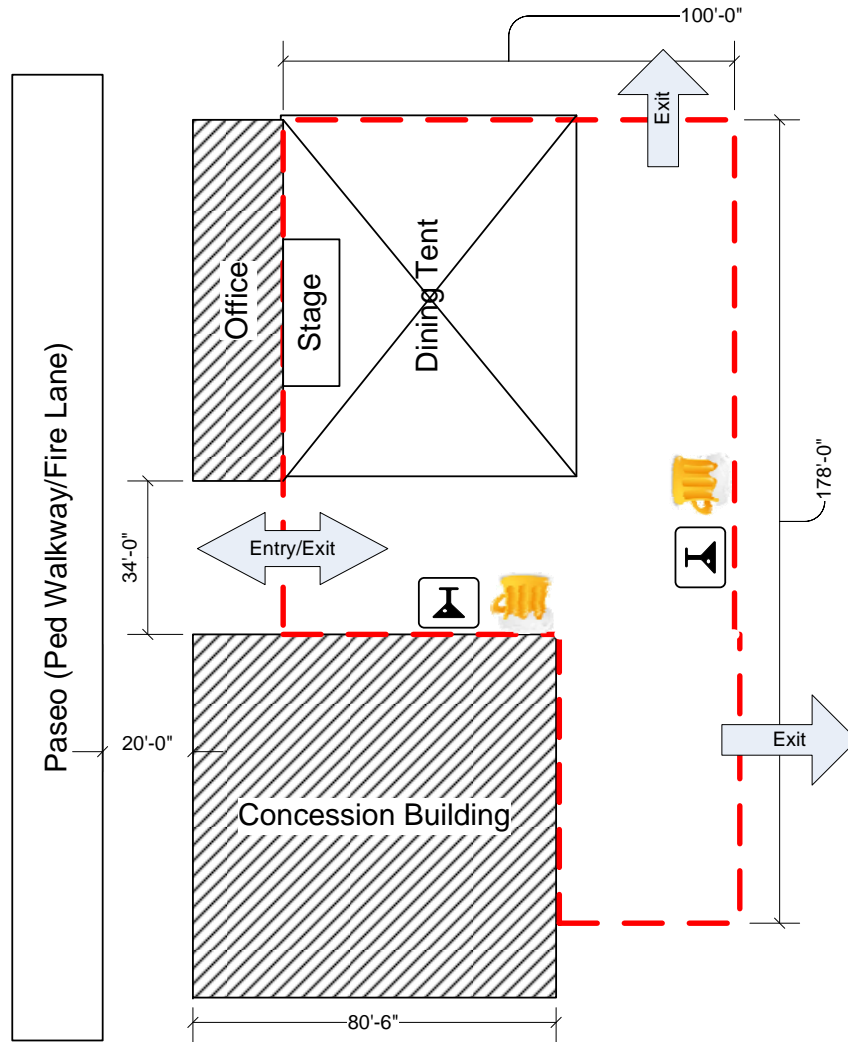 100'-0"
Exit
Office
Stage
Dining Tent
Paseo (Ped Walkway/Fire Lane)
178'-0"
34'-0"
Entry/Exit
20'-0"
Exit
Concession Building
80'-6"